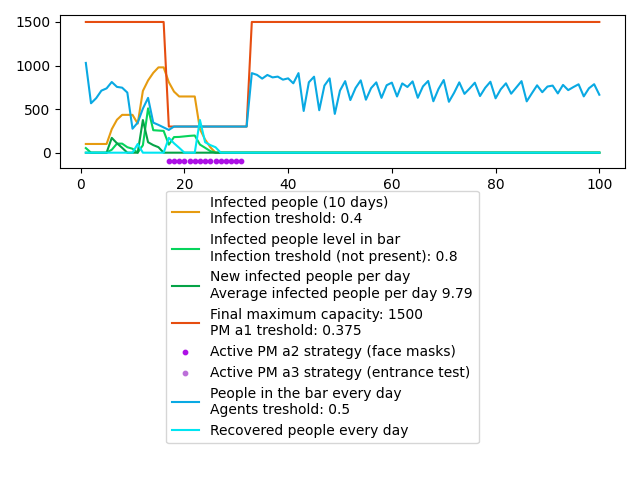 1500
1000
500
0
0
20
40
60
80
100
Infected people (10 days)
Infection treshold: 0.4
Infected people level in bar
Infection treshold (not present): 0.8
New infected people per day
Average infected people per day 9.79
Final maximum capacity: 1500
PM a1 treshold: 0.375
Active PM a2 strategy (face masks)
Active PM a3 strategy (entrance test)
People in the bar every day
Agents treshold: 0.5
Recovered people every day